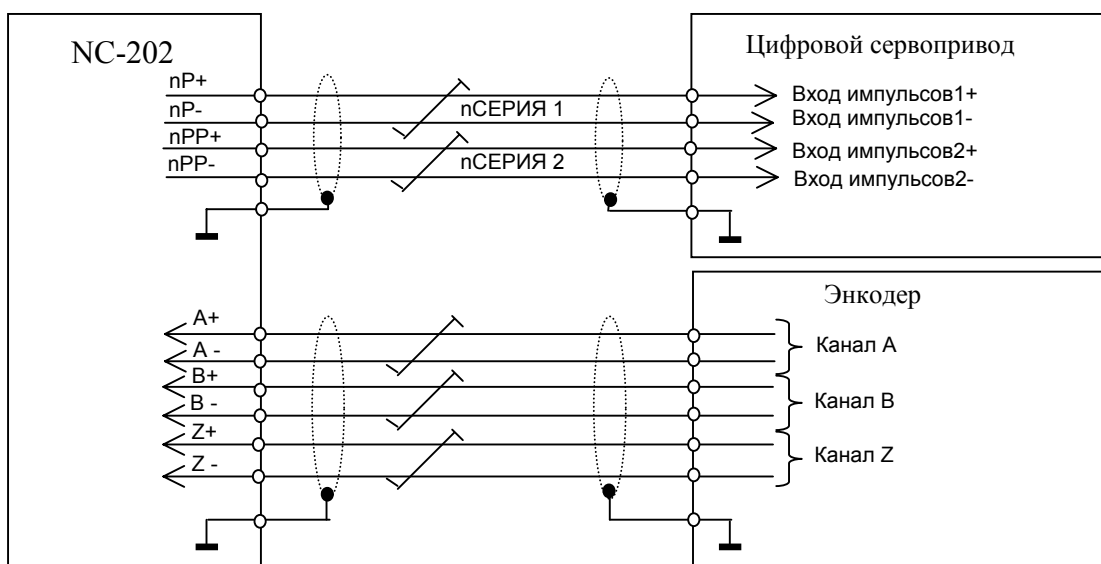 NC-202
Цифровой сервопривод
nP+
nP-
nPP+
nPP-
nСЕРИЯ 1
nСЕРИЯ 2
Вход импульсов1+
Вход импульсов1-
Вход импульсов2+
Вход импульсов2-
Энкодер
A+
A -
B+
B -
Z+
Z -
Канал A
Канал B
Канал Z